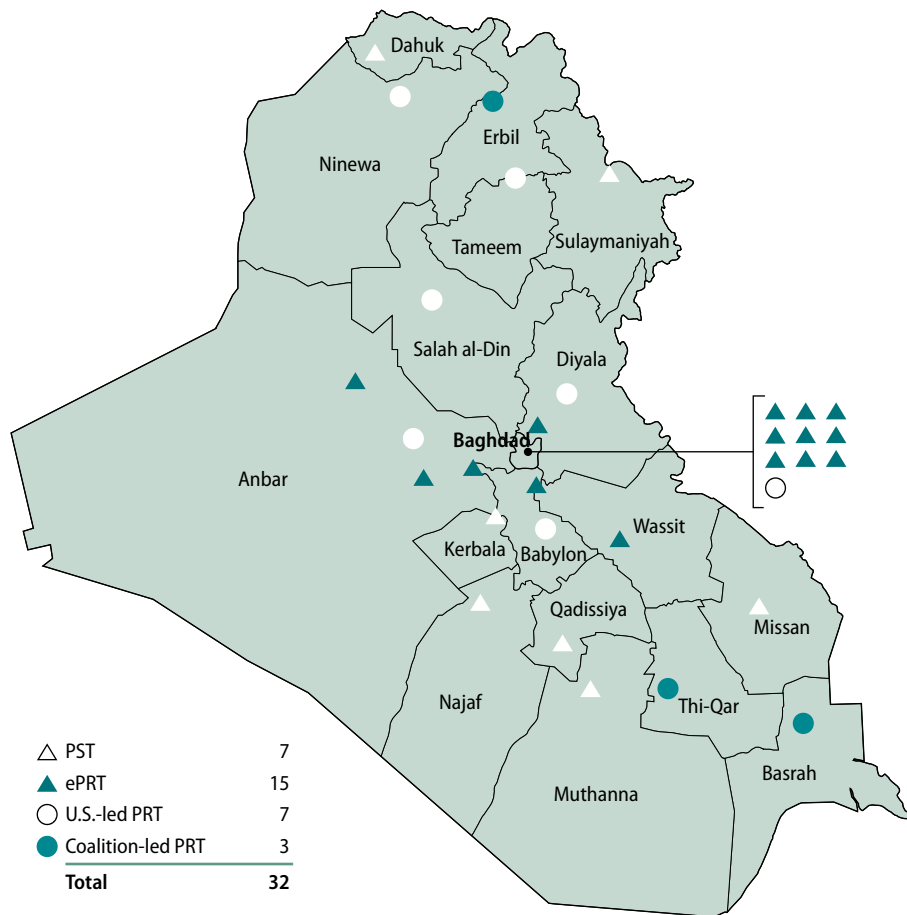 Dahuk
Erbil
Ninewa
Tameem
Sulaymaniyah
Salah al-Din
Diyala
Baghdad
Anbar
Wassit
Kerbala
Babylon
Qadissiya
Missan
Najaf
Thi-Qar
Basrah
Muthanna
PST 7
ePRT 15
U.S.-led PRT 7
Coalition-led PRT 3
Total 32